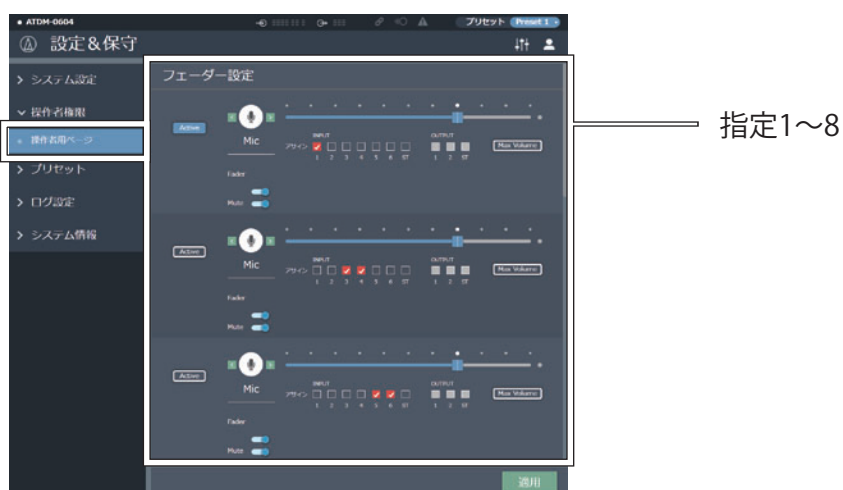 ATDM-0604
プリセット Preset 1
設定&保守
システム設定
操作者権限
操作者用ページ
プリセット
ログ設定
システム情報
フェーダー設定
Active
Mic
アサイン
INPUT
1 2 3 4 5 6 ST
OUTPUT
1 2 ST
Max Volume
Fader
Mute
Active
Mic
アサイン
INPUT
1 2 3 4 5 6 ST
OUTPUT
1 2 ST
Max Volume
Fader
Mute
Active
Mic
アサイン
INPUT
1 2 3 4 5 6 ST
OUTPUT
1 2 ST
Max Volume
Fader
Mute
適用
指定1～8